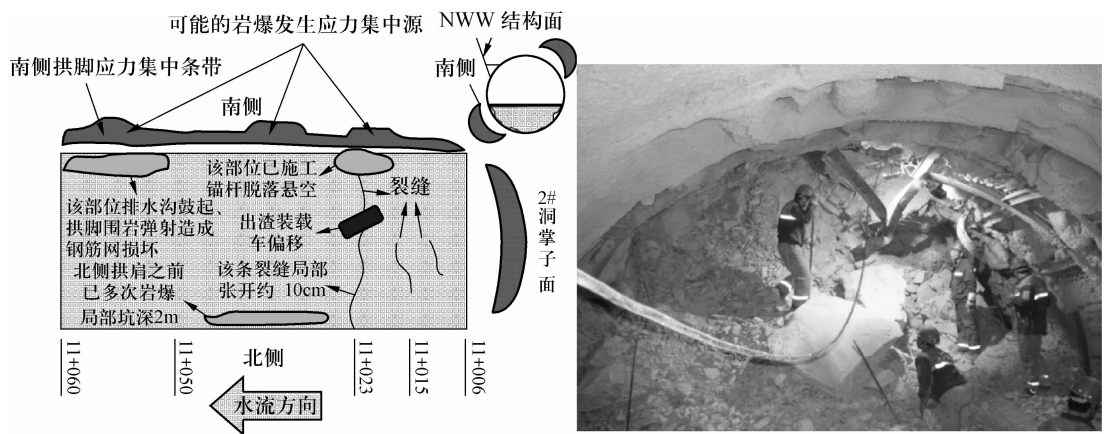 可能的岩爆发生应力集中源
NWW 结构面
南侧拱脚应力集中条带
南侧
南侧
该部位已施工
锚杆脱落悬空
裂缝
该部位排水沟鼓起、
拱脚围岩弹射造成
钢筋网损坏
出渣装载
车偏移
2#洞掌子面
北侧拱肩之前
已多次岩爆
局部坑深2m
该条裂缝局部
张开约 10cm
11+060
11+050
11+023
11+015
11+006
北侧
水流方向